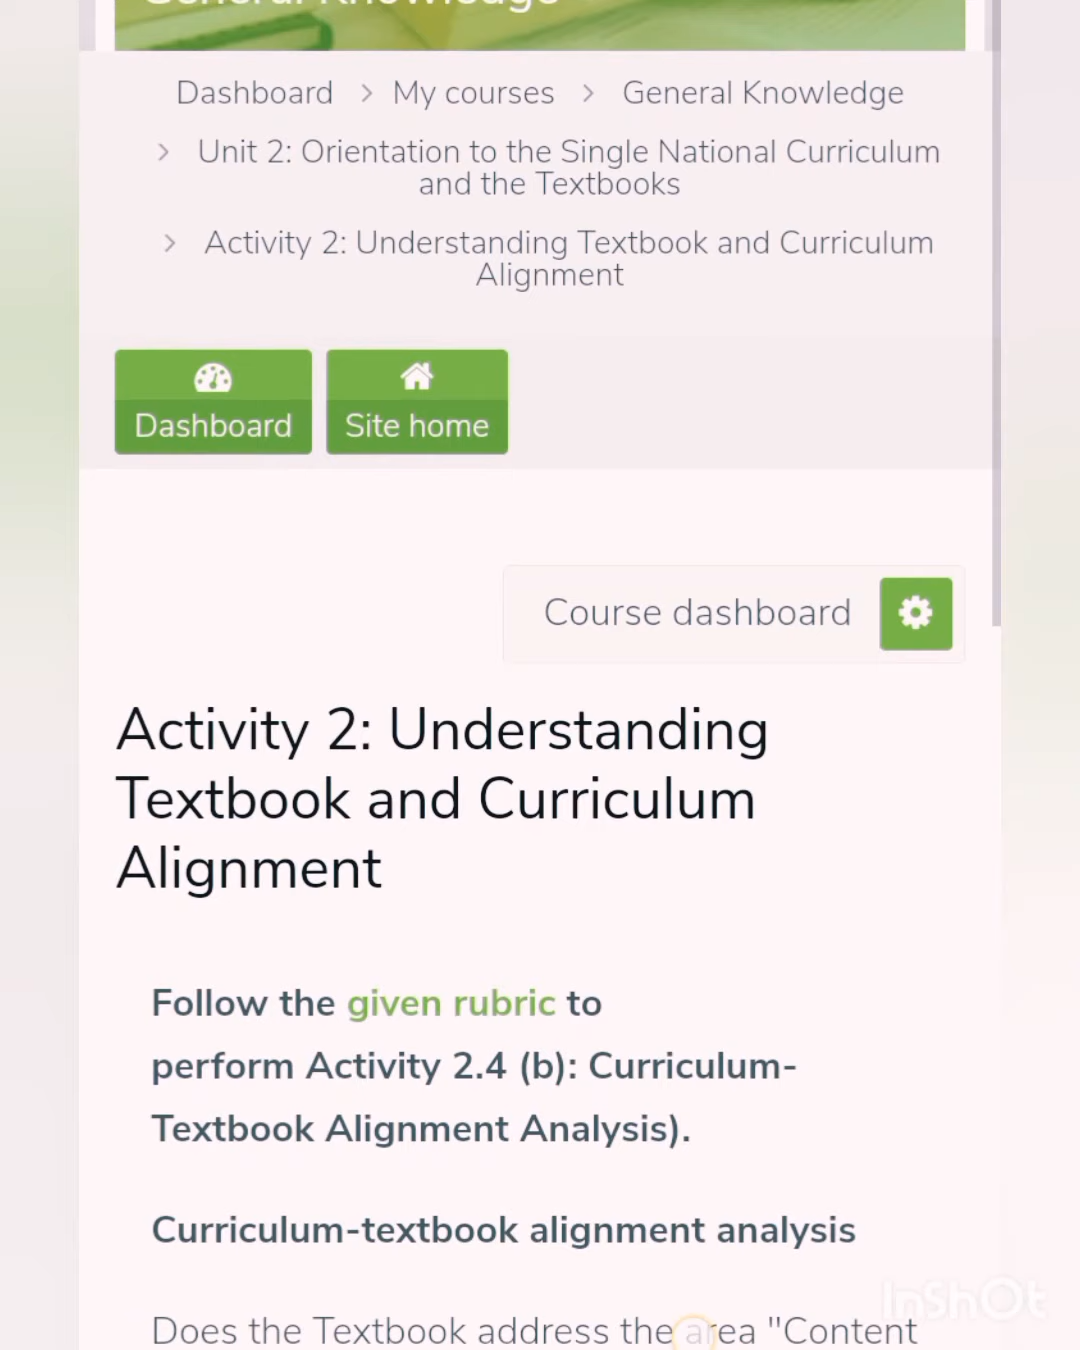 General Knowledge
Dashboard > My courses > General Knowledge
> Unit 2: Orientation to the Single National Curriculum
and the Textbooks
> Activity 2: Understanding Textbook and Curriculum
Alignment
Dashboard
Site home
Course dashboard
Activity 2: Understanding
Textbook and Curriculum
Alignment
Follow the given rubric to
perform Activity 2.4 (b): Curriculum-
Textbook Alignment Analysis).
Curriculum-textbook alignment analysis
InShOt
Does the Textbook address the area "Content